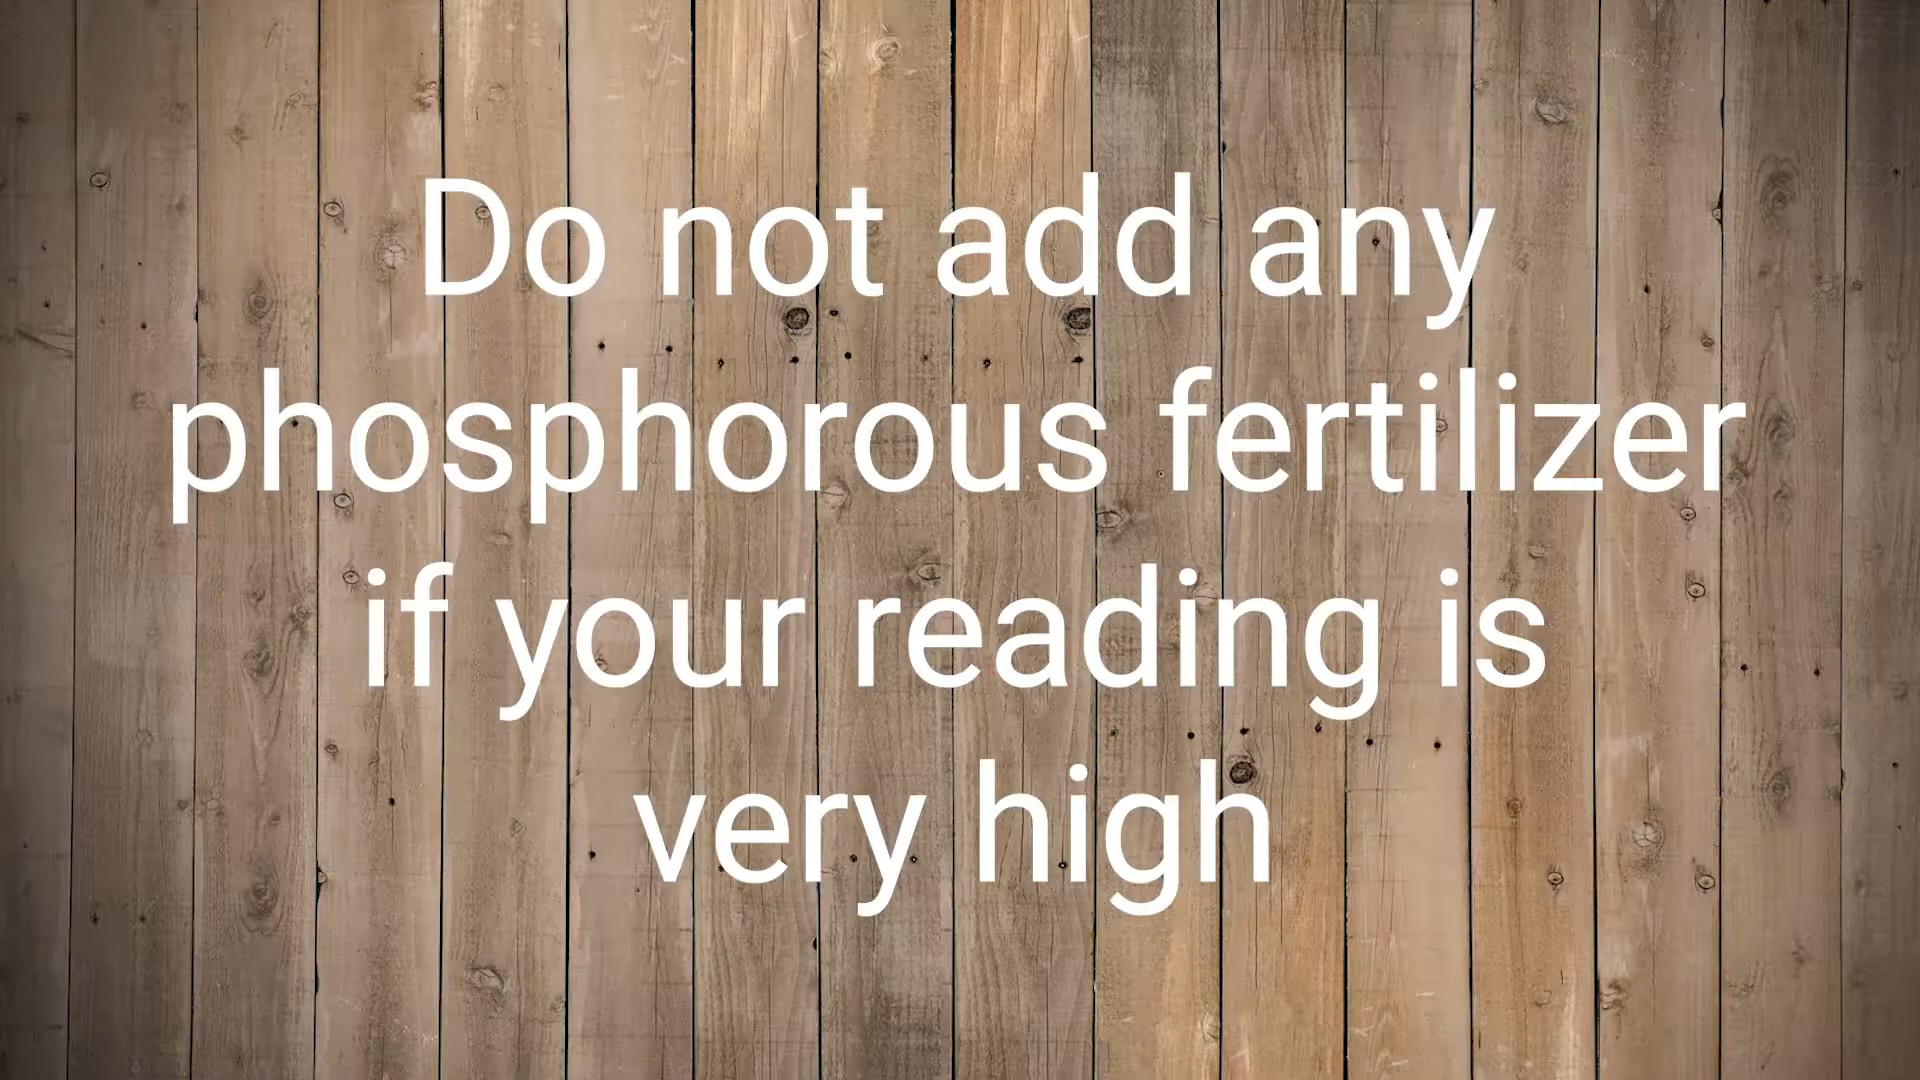 Do not add any
phosphorous fertilizer
if your reading is
very high